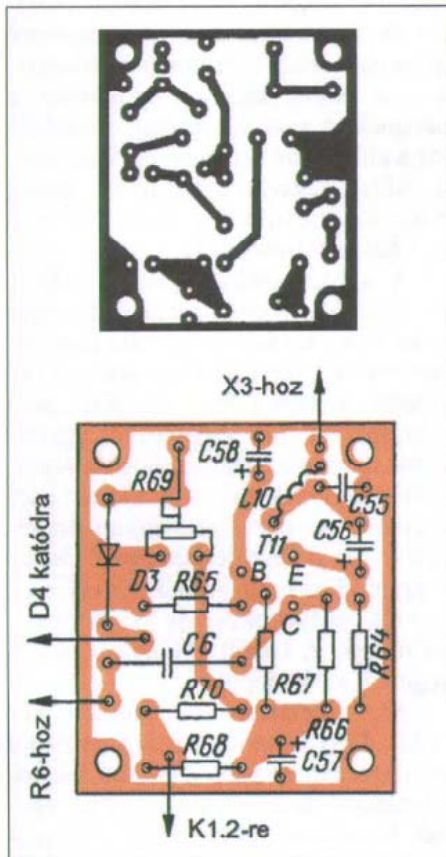 X3-hoz
C58
+
R69
L10
C55
T11
C56
+
D4 katódra
D3
R65
B
E
C6
C
R64
R67
R6-hoz
R70
R66
R68
+
C57
K1.2-re